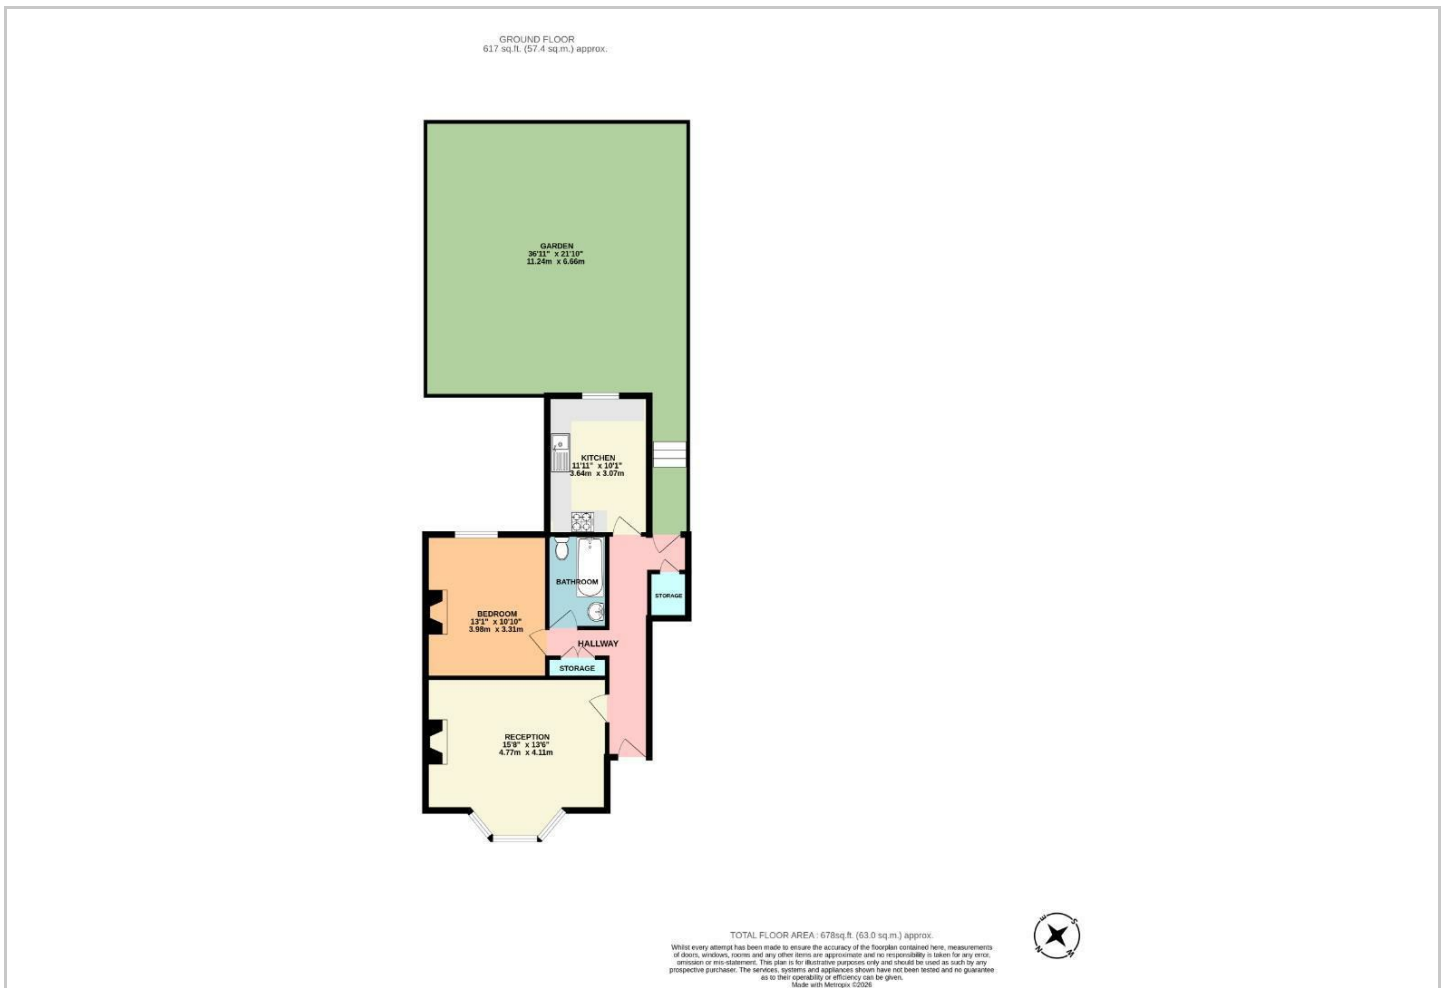 GROUND FLOOR
617 sq.ft. (57.4 sq.m.) approx.
GARDEN
36'11" x 21'10"
11.24m x 6.66m
KITCHEN
11'11" x 10'1"
3.64m x 3.07m
BATHROOM
STORAGE
BEDROOM
13'1" x 10'10"
3.98m x 3.31m
HALLWAY
STORAGE
RECEPTION
15'8" x 13'6"
4.77m x 4.11m
TOTAL FLOOR AREA : 678sq.ft. (63.0 sq.m.) approx.
Whilst every attempt has been made to ensure the accuracy of the floorplan contained here, measurements
of doors, windows, rooms and any other items are approximate and no responsibility is taken for any error,
omission or mis-statement. This plan is for illustrative purposes only and should be used as such by any
prospective purchaser. The services, systems and appliances shown have not been tested and no guarantee
as to their operability or efficiency can be given.
Made with Metropix ©2026
E
S
N
W